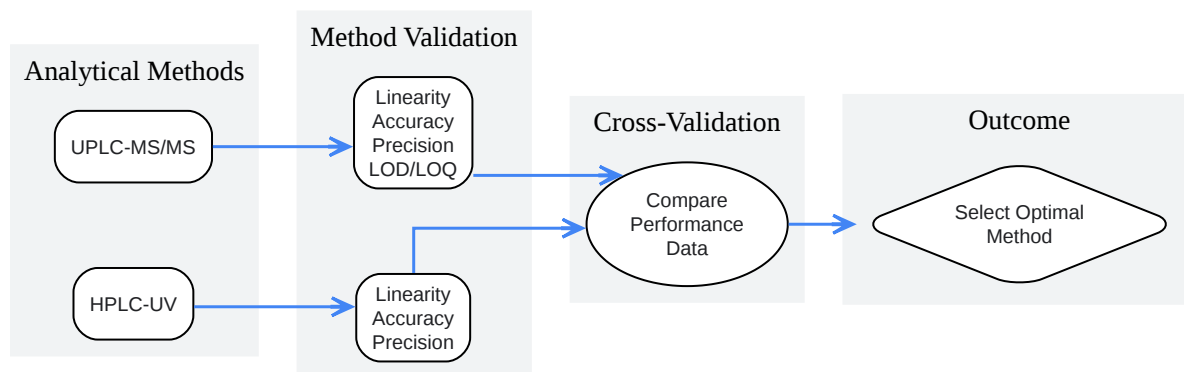 Analytical Methods
UPLC-MS/MS
HPLC-UV
Method Validation
Linearity
Accuracy
Precision
LOD/LOQ
Linearity
Accuracy
Precision
Cross-Validation
Compare
Performance
Data
Outcome
Select Optimal
Method